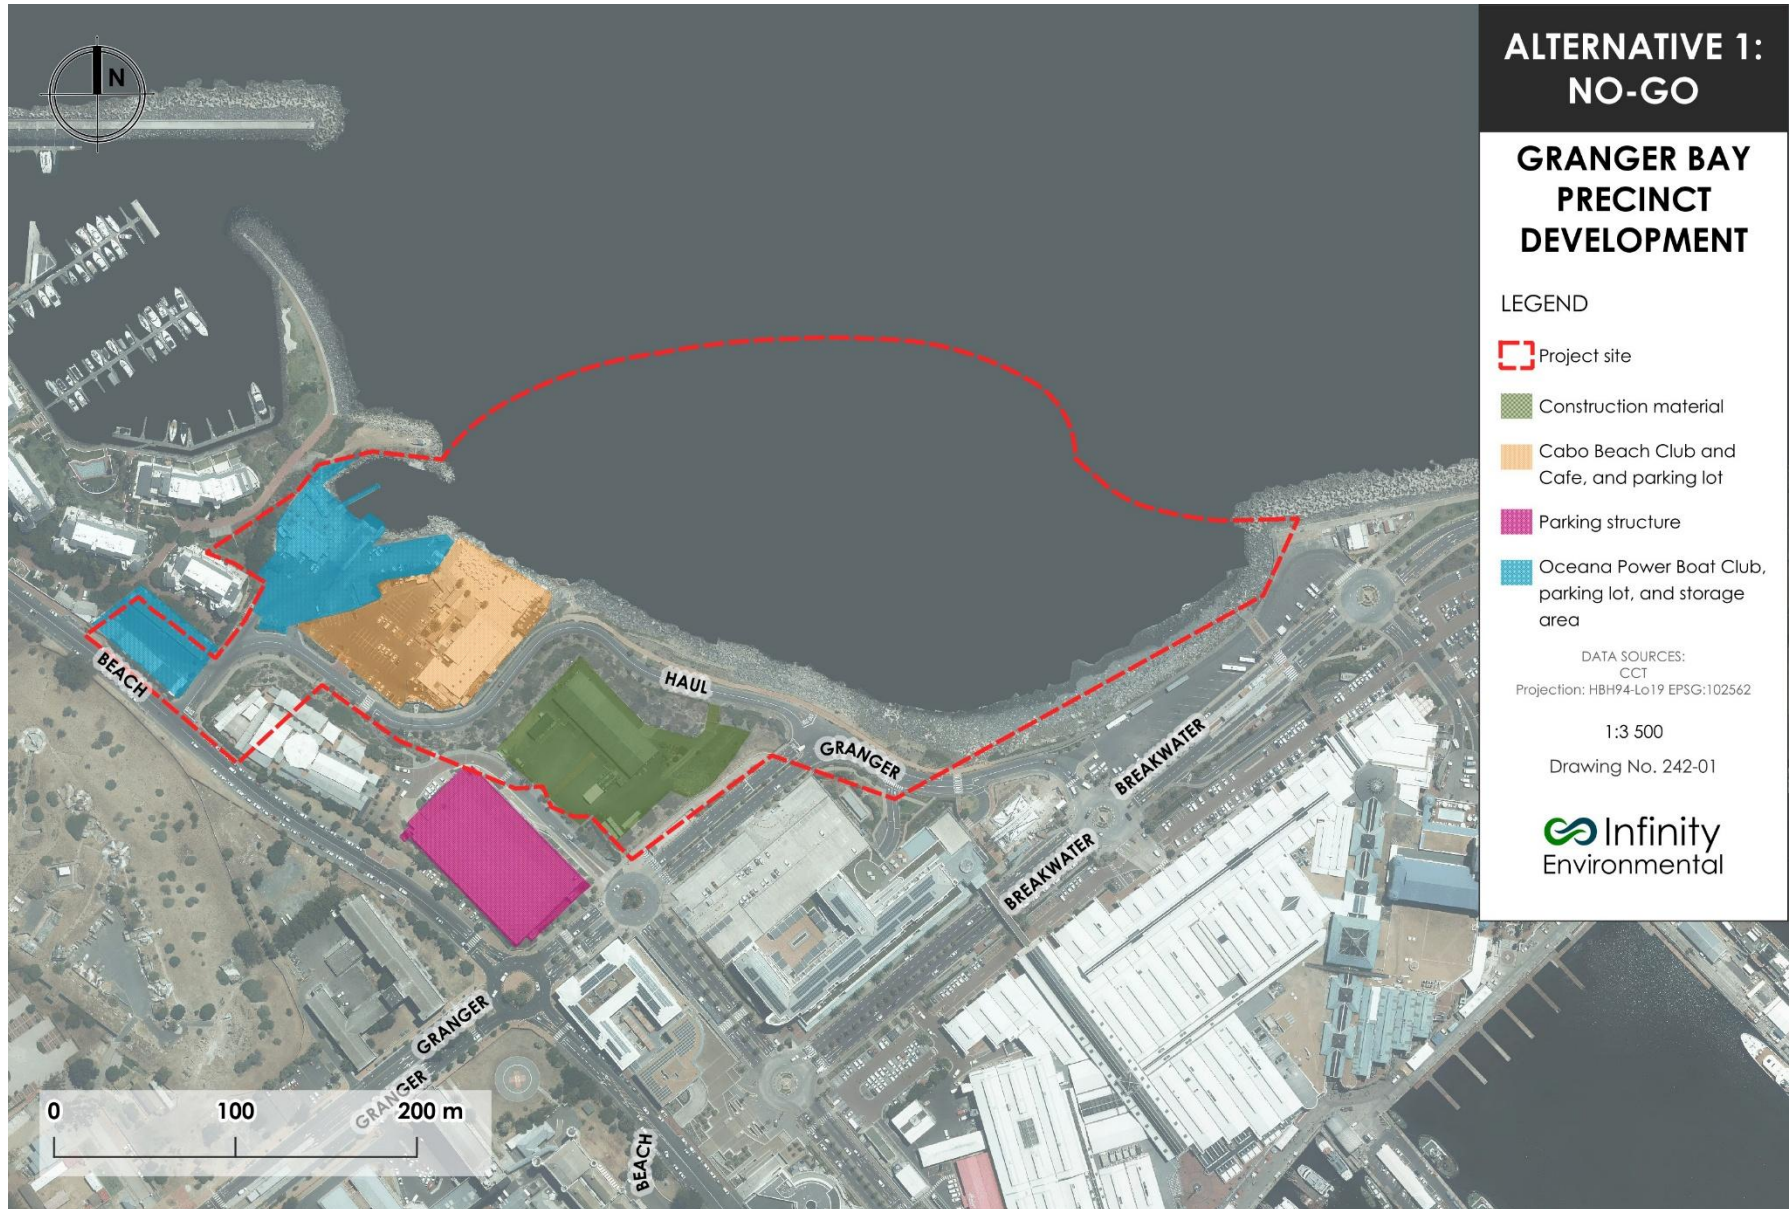 N
ALTERNATIVE 1:
NO-GO
GRANGER BAY
PRECINCT
DEVELOPMENT
LEGEND
Project site
Construction material
Cabo Beach Club and
Cafe, and parking lot
Parking structure
Oceana Power Boat Club,
parking lot, and storage
area
DATA SOURCES:
CCT
Projection: HBH94-Lo19 EPSG:102562
1:3 500
Drawing No. 242-01
Infinity
Environmental
BEACH
HAUL
GRANGER
BREAKWATER
BREAKWATER
GRANGER
GRANGER
BEACH
0 100 200 m